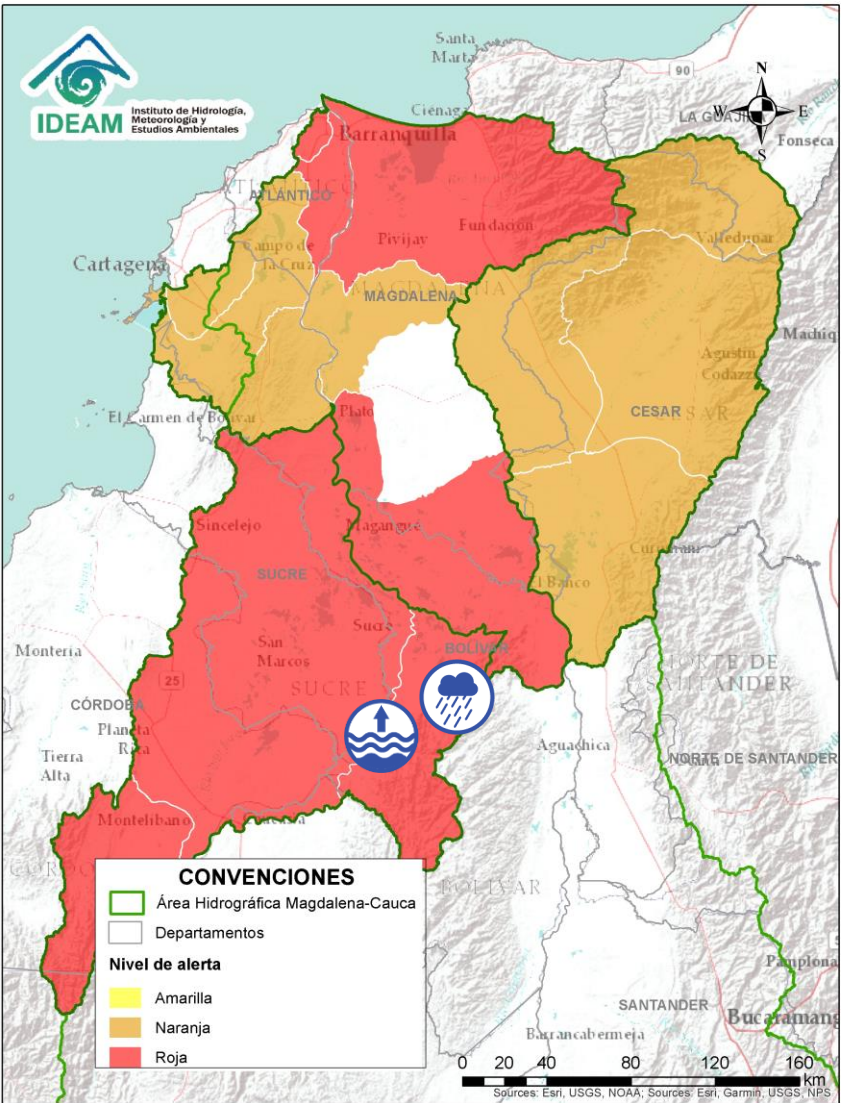 IDEAM
Instituto de Hidrología,
Meteorología y
Estudios Ambientales
Santa
Marta
90
N
W
E
S
LA GUAJI
Ciénaga
Fonseca
Barranquilla
ATLÁNTICO
Pivijay
Fundación
Campo de
la Cruz
Valledupar
Cartagena
MAGDALENA
Machiq
Agustín
Codazzi
El Carmen de Bolívar
Plato
CESAR
Sincelejo
Magangué
SUCRE
El Banco
Montería
San
Marcos
Sucre
BOLÍVAR
25
SUCRE
NORTE DE
SANTANDER
CÓRDOBA
Planeta
Rica
Tierra
Alta
Aguachica
NORTE DE SANTANDER
Montelíbano
BOLÍVAR
CONVENCIONES
Área Hidrográfica Magdalena-Cauca
Departamentos
Nivel de alerta
Amarilla
Naranja
Roja
Pamplona
SANTANDER
Bucaramang
Barrancabermeja
0 20 40 80 120 160
km
Sources: Esri, USGS, NOAA; Sources: Esri, Garmin, USGS, NPS